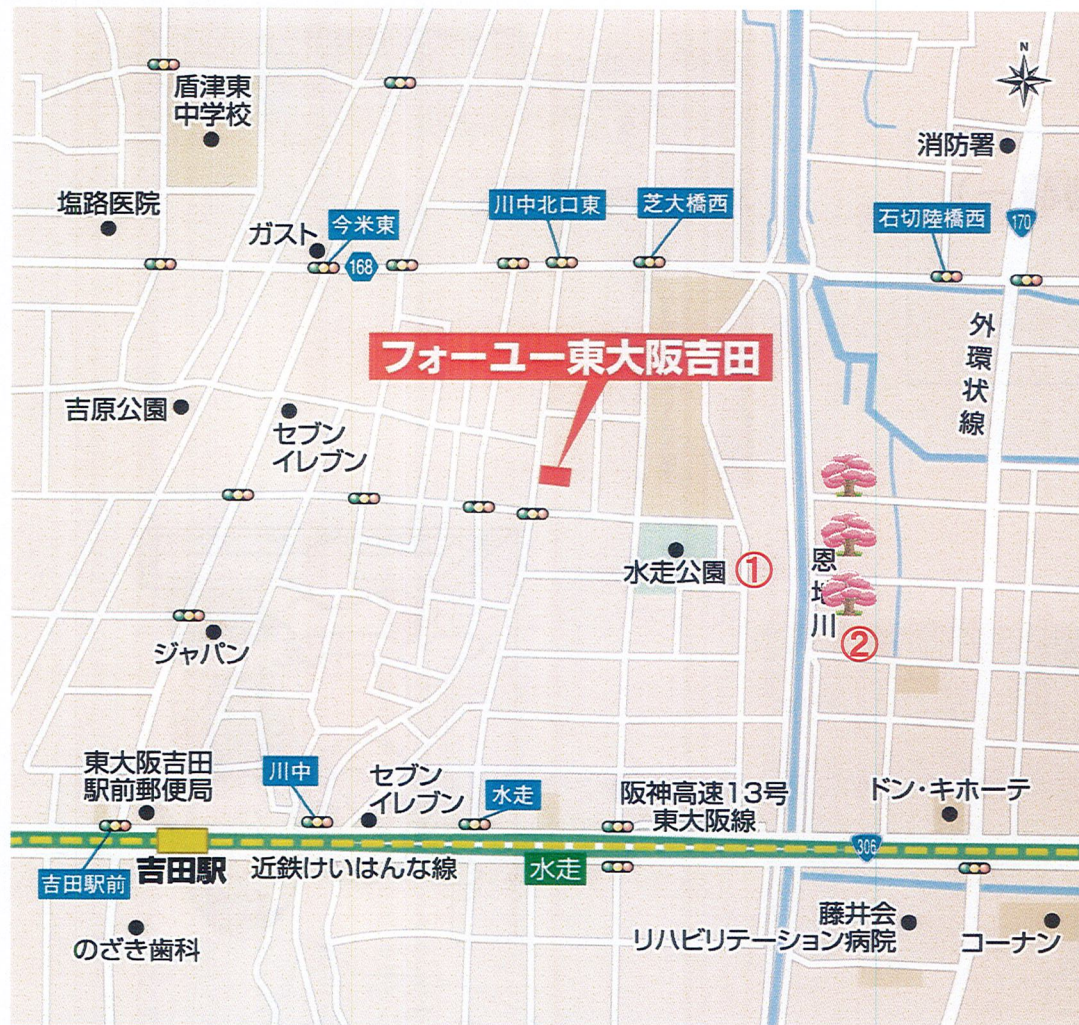 N
盾津東
中学校
消防署
塩路医院
川中北口東
芝大橋西
石切陸橋西
170
ガスト
今米東
168
外環状線
フォーユー東大阪吉田
吉原公園
セブン
イレブン
水走公園
①
恩地川
②
ジャパン
東大阪吉田
駅前郵便局
川中
セブン
イレブン
水走
阪神高速13号
東大阪線
ドン・キホーテ
306
吉田駅前
吉田駅
近鉄けいはんな線
水走
のざき歯科
藤井会
リハビリテーション病院
コーナン